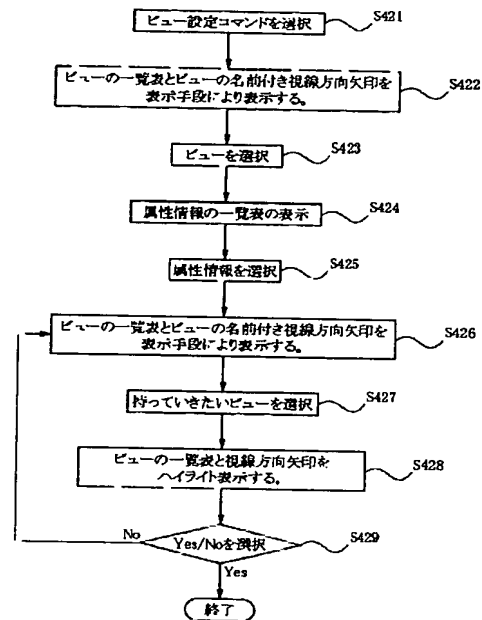 ビュー設定コマンドを選択
S421
ビューの一覧表とビューの名前付き視線方向矢印を
表示手段により表示する。
S422
ビューを選択
S423
属性情報の一覧表の表示
S424
属性情報を選択
S425
ビューの一覧表とビューの名前付き視線方向矢印を
表示手段により表示する。
S426
持っていきたいビューを選択
S427
ビューの一覧表と視線方向矢印を
ハイライト表示する。
S428
No
Yes/Noを選択
S429
Yes
終了